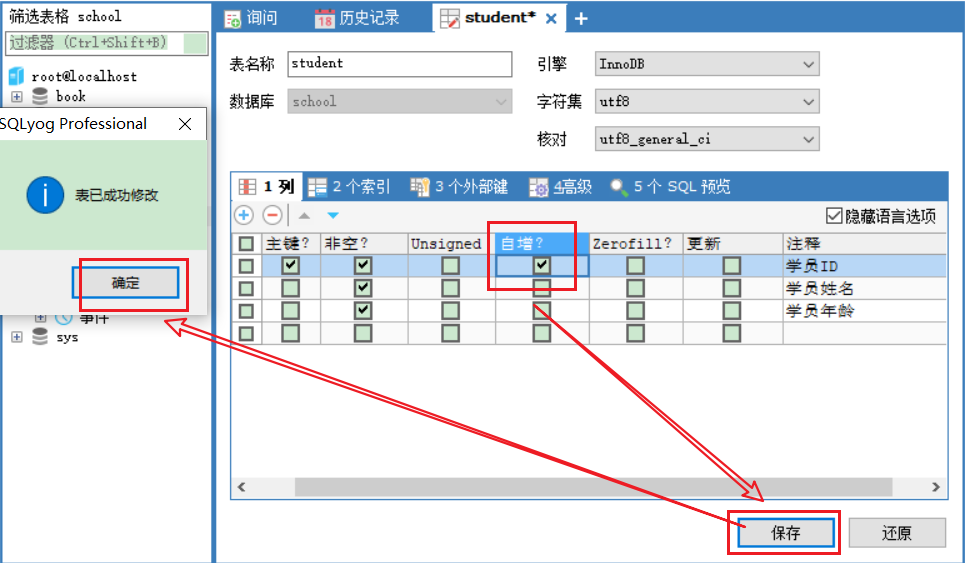 筛选表格 school
过滤器 (Ctrl+Shift+B)
root@localhost
book
SQLyog Professional
表已成功修改
确定
事件
sys
询问
18 历史记录
student*
表名称 student 引擎 InnoDB
数据库 school 字符集 utf8
核对 utf8_general_ci
1 列 2 个索引 3 个外部键 4高级 5 个 SQL 预览
隐藏语言选项
主键? 非空? Unsigned 自增? Zerofill? 更新 注释
学员ID
学员姓名
学员年龄
保存 还原